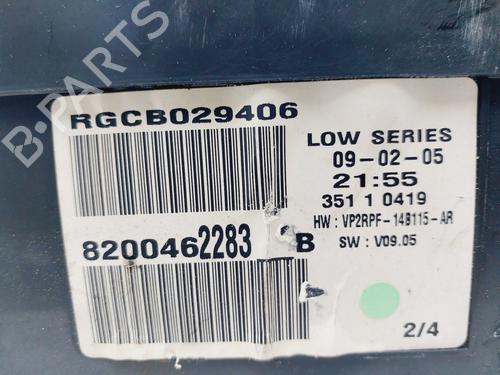 B-PARTS
RGCB029406
LOW SERIES
09-02-05
21:55
351 1 0419
HW : VP2RPF-14B115-AR
SW : V09.05
8200462283 B
2/4